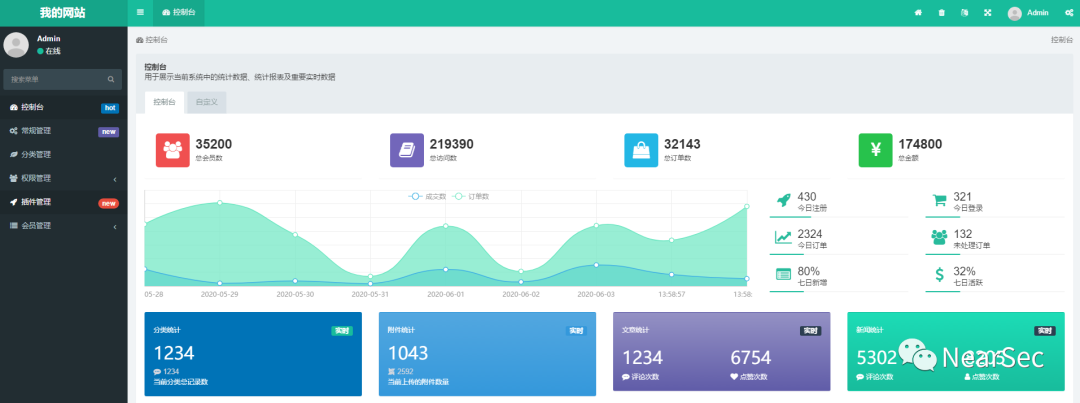 我的网站
控制台
Admin
Admin
在线
控制台
控制台
搜索菜单
控制台
用于展示当前系统中的统计数据、统计报表及重要实时数据
控制台 hot
常规管理 new
分类管理
权限管理
插件管理 new
会员管理
控制台
自定义
35200
总会员数
219390
总访问数
32143
总订单数
174800
总金额
成交数
订单数
05-28
2020-05-29
2020-05-30
2020-05-31
2020-06-01
2020-06-02
2020-06-03
13:58:57
13:58:
430
今日注册
321
今日登录
2324
今日订单
132
未处理订单
80%
七日新增
32%
七日活跃
分类统计
实时
1234
1234
当前分类总记录数
附件统计
实时
1043
2592
当前上传的附件数量
文章统计
实时
1234
评论次数
6754
点赞次数
新闻统计
实时
5302
评论次数
点赞次数
NearSec